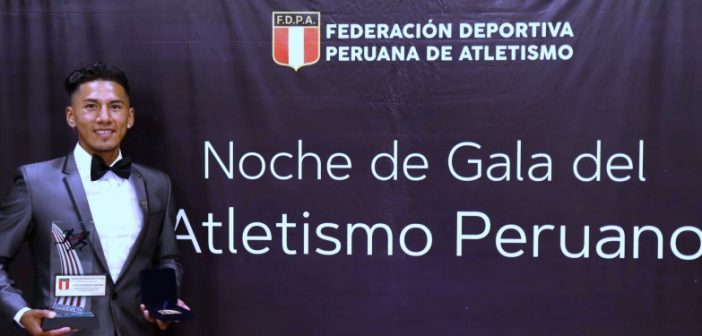 F.D.P.A.
FEDERACIÓN DEPORTIVA
PERUANA DE ATLETISMO
Noche de Gala del
Atletismo Peruano